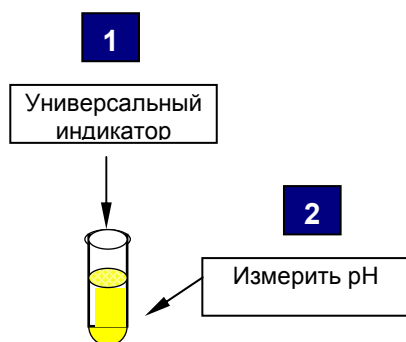 1
Универсальный
индикатор
2
Измерить pH